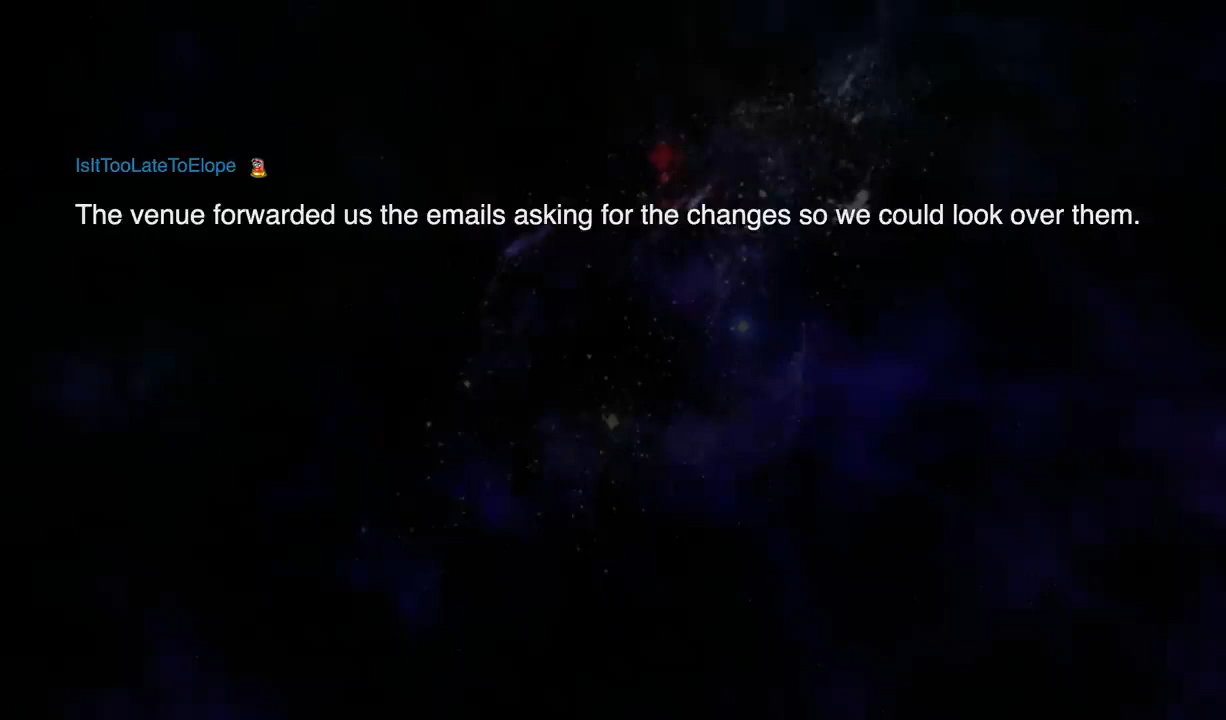 IsItTooLateToElope
The venue forwarded us the emails asking for the changes so we could look over them.